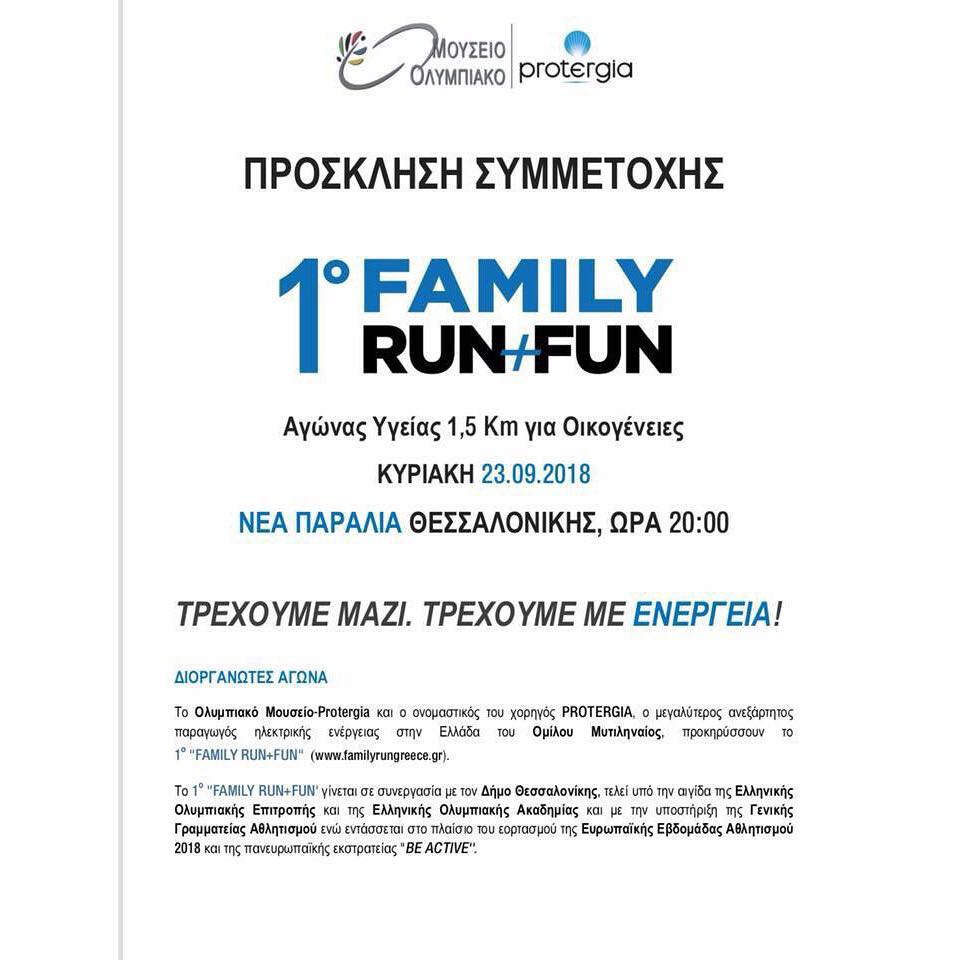 ΜΟΥΣΕΙΟ
ΟΛΥΜΠΙΑΚΟ
protergia
ΠΡΟΣΚΛΗΣΗ ΣΥΜΜΕΤΟΧΗΣ
1° FAMILY
RUN+FUN
Αγώνας Υγείας 1,5 Km για Οικογένειες
ΚΥΡΙΑΚΗ 23.09.2018
ΝΕΑ ΠΑΡΑΛΙΑ ΘΕΣΣΑΛΟΝΙΚΗΣ, ΩΡΑ 20:00
ΤΡΕΧΟΥΜΕ ΜΑΖΙ. ΤΡΕΧΟΥΜΕ ΜΕ ΕΝΕΡΓΕΙΑ!
ΔΙΟΡΓΑΝΩΤΕΣ ΑΓΩΝΑ
Το Ολυμπιακό Μουσείο-Protergia και ο ονομαστικός του χορηγός PROTERGIA, ο μεγαλύτερος ανεξάρτητος
παραγωγός ηλεκτρικής ενέργειας στην Ελλάδα του Ομίλου Μυτιληναίος, προκηρύσσουν το
1° "FAMILY RUN+FUN" (www.familyrungreece.gr).
Το 1° "FAMILY RUN+FUN' γίνεται σε συνεργασία με τον Δήμο Θεσσαλονίκης, τελεί υπό την αιγίδα της Ελληνικής
Ολυμπιακής Επιτροπής και της Ελληνικής Ολυμπιακής Ακαδημίας και με την υποστήριξη της Γενικής
Γραμματείας Αθλητισμού ενώ εντάσσεται στο πλαίσιο του εορτασμού της Ευρωπαϊκής Εβδομάδας Αθλητισμού
2018 και της πανευρωπαϊκής εκστρατείας "BE ACTIVE".